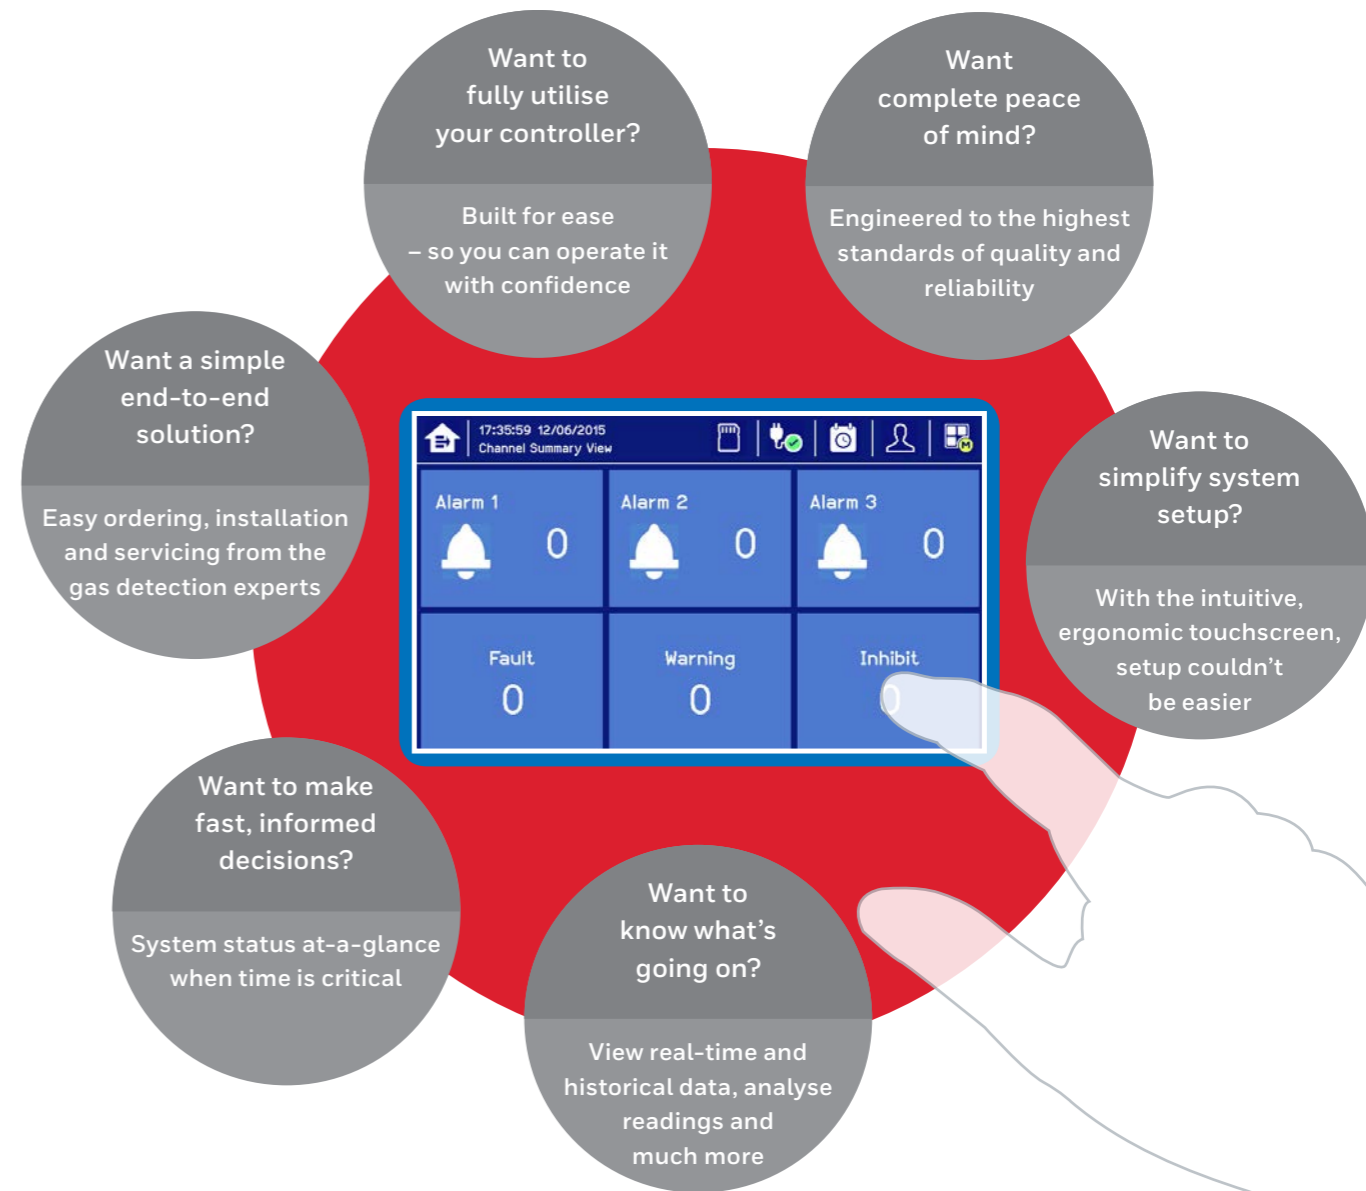 Want to
fully utilise
your controller?
Built for ease
– so you can operate it
with confidence
Want
complete peace
of mind?
Engineered to the highest
standards of quality and
reliability
Want a simple
end-to-end
solution?
Easy ordering, installation
and servicing from the
gas detection experts
17:35:59 12/06/2015
Channel Summary View
M
Alarm 1
0
Alarm 2
0
Alarm 3
0
Fault
0
Warning
0
Inhibit
0
Want to
simplify system
setup?
With the intuitive,
ergonomic touchscreen,
setup couldn’t
be easier
Want to make
fast, informed
decisions?
System status at-a-glance
when time is critical
Want to
know what’s
going on?
View real-time and
historical data, analyse
readings and
much more